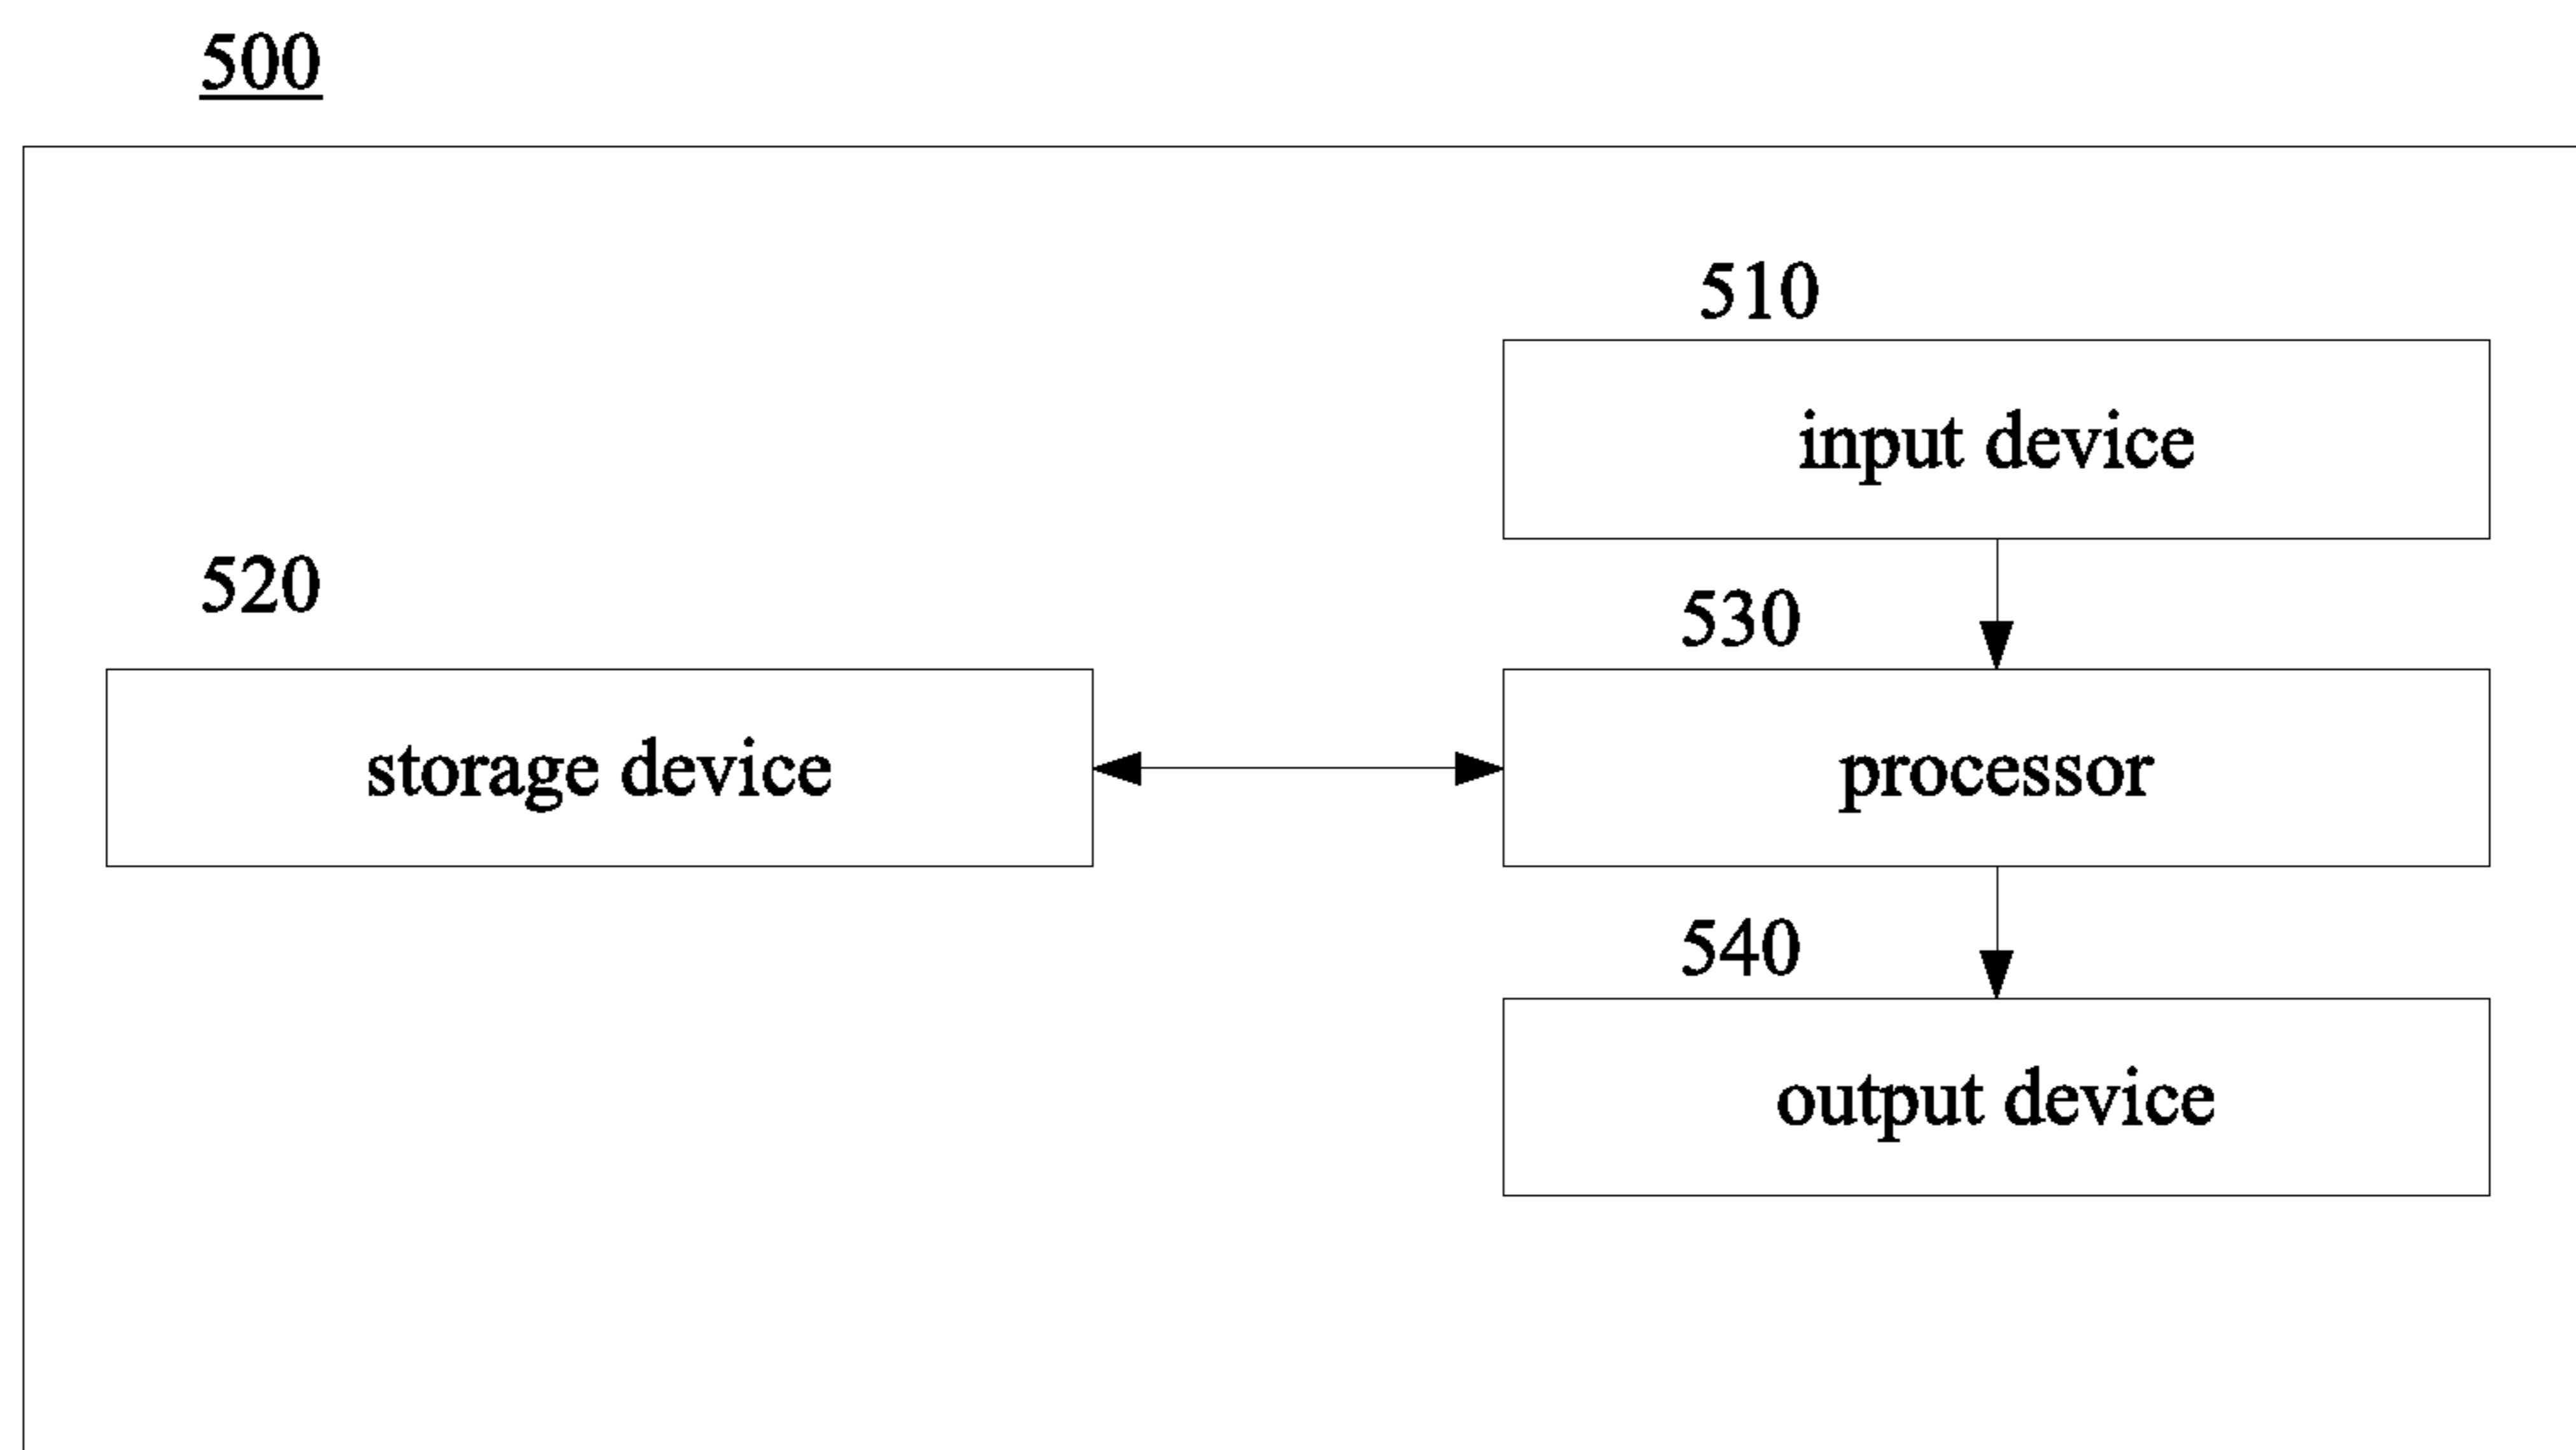 500
510
input device
520
530
storage device
processor
540
output device